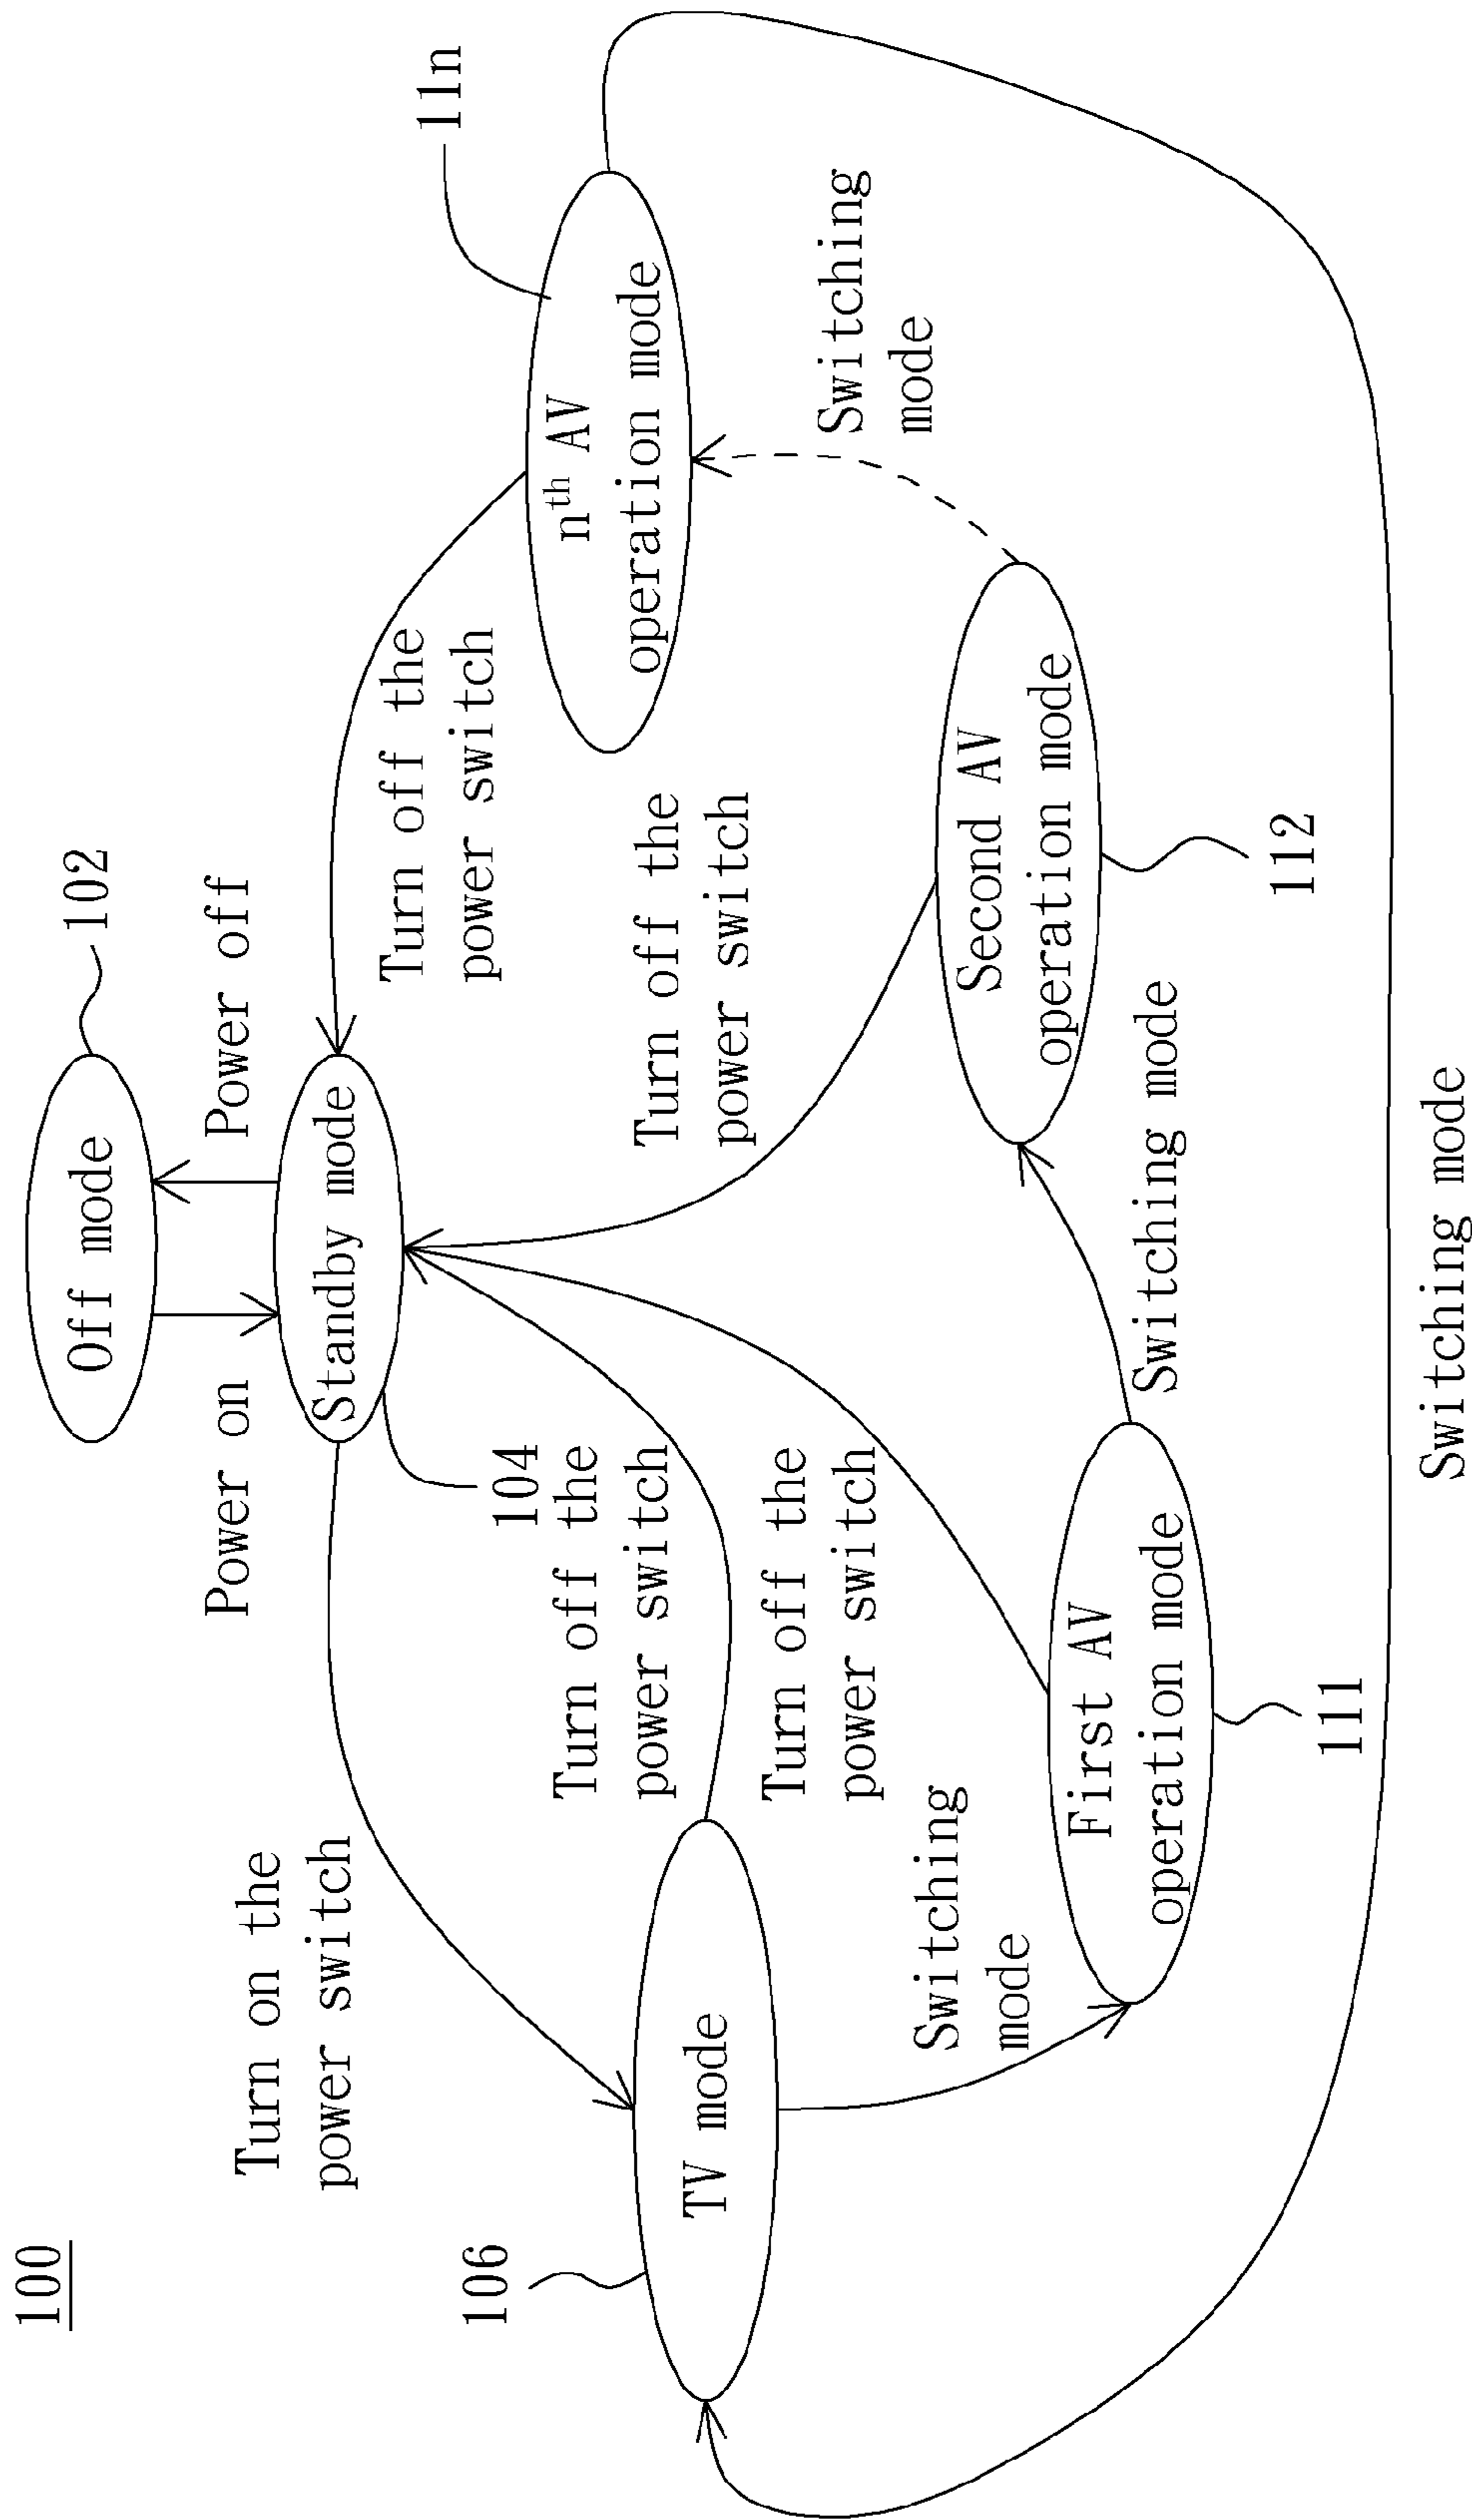 100
Off mode
102
Power on
Power off
Standby mode
104
Turn on the
power switch
Turn off the
power switch
11n
nth AV
operation mode
106
TV mode
Turn off the
power switch
Turn off the
power switch
Turn off the
power switch
Switching
mode
Switching
mode
Second AV
operation mode
112
First AV
operation mode
111
Switching mode
Switching mode